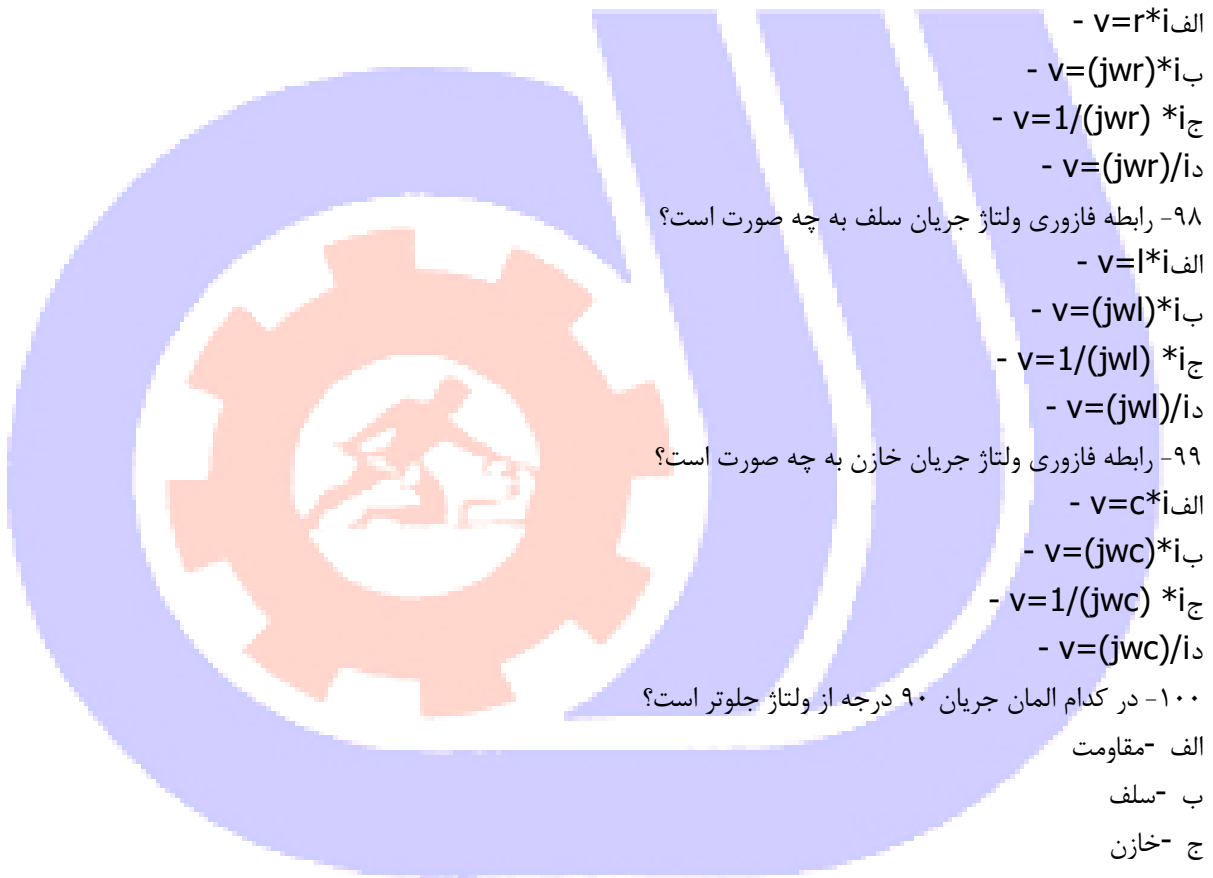 الف- v=r*i
ب- v=(jwr)*i
ج- v=1/(jwr) *i
د- v=(jwr)/i
۹۸- رابطه فازوری ولتاژ جریان سلف به چه صورت است؟
الف- v=l*i
ب- v=(jwl)*i
ج- v=1/(jwl) *i
د- v=(jwl)/i
۹۹- رابطه فازوری ولتاژ جریان خازن به چه صورت است؟
الف- v=c*i
ب- v=(jwc)*i
ج- v=1/(jwc) *i
د- v=(jwc)/i
۱۰۰- در کدام المان جریان ۹۰ درجه از ولتاژ جلوتر است؟
الف -مقاومت
ب -سلف
ج -خازن